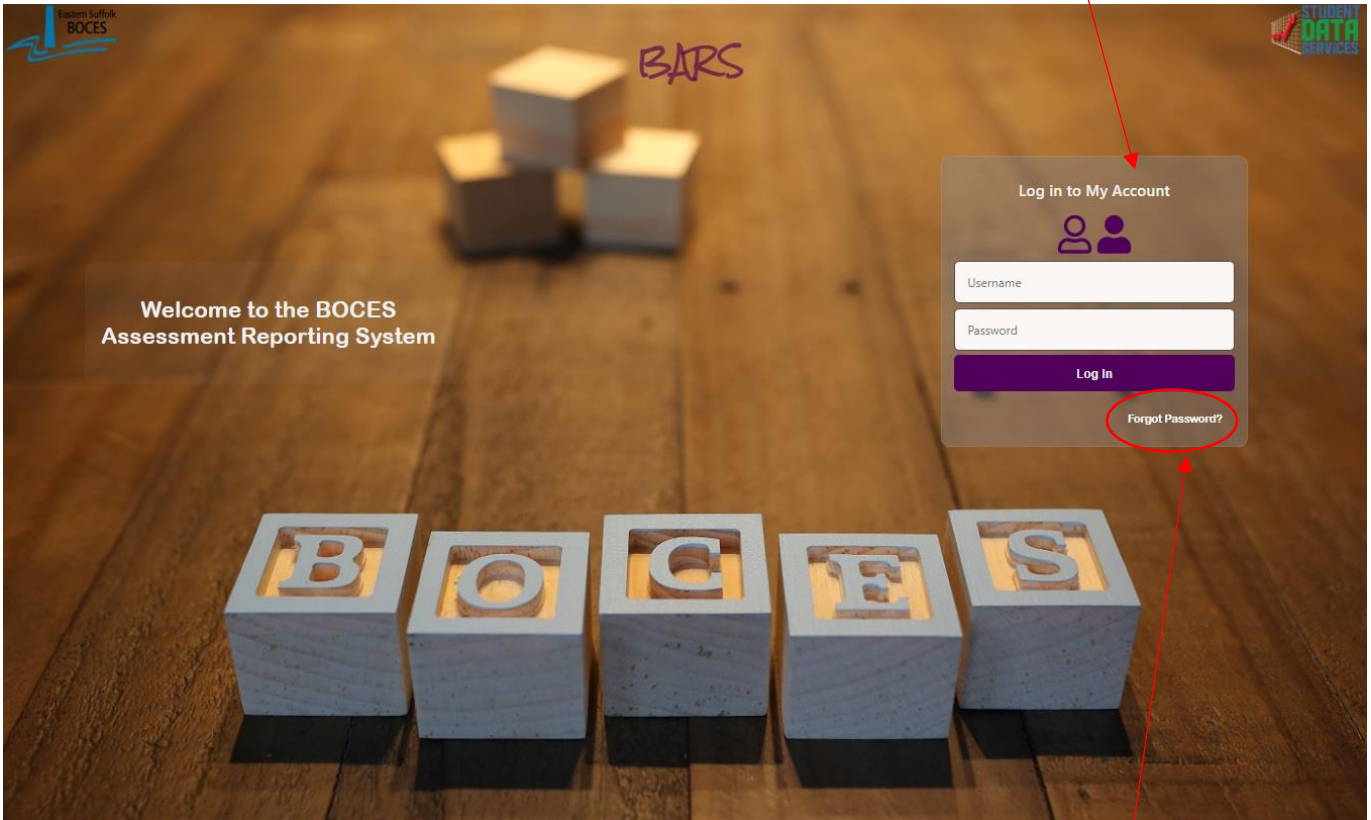 Eastern Suffolk
BOCES
BARS
STUDENT
DATA
SERVICES
Log in to My Account
Username
Welcome to the BOCES
Assessment Reporting System
Password
Log In
Forgot Password?
B O C E S